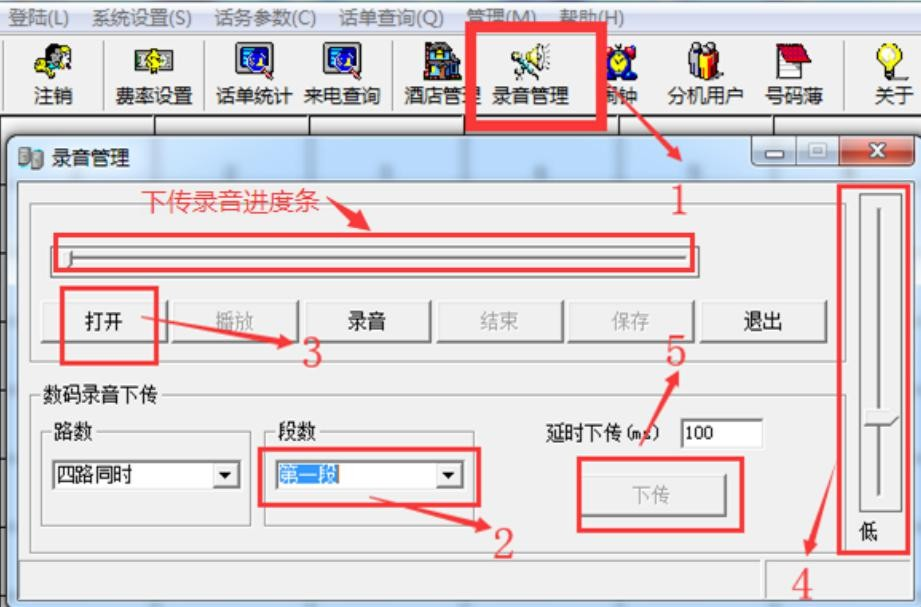 登陆(L) 系统设置(S) 话务参数(C) 话单查询(Q) 管理(M) 帮助(H)
注销 费率设置 话单统计 来电查询 酒店管理 录音管理 闹钟 分机用户 号码薄 关于
录音管理
1
下传录音进度条
打开 播放 录音 结束 保存 退出
3
5
数码录音下传
路数 段数 延时下传(ms) 100
四路同时 第一段 下传
低
2
4